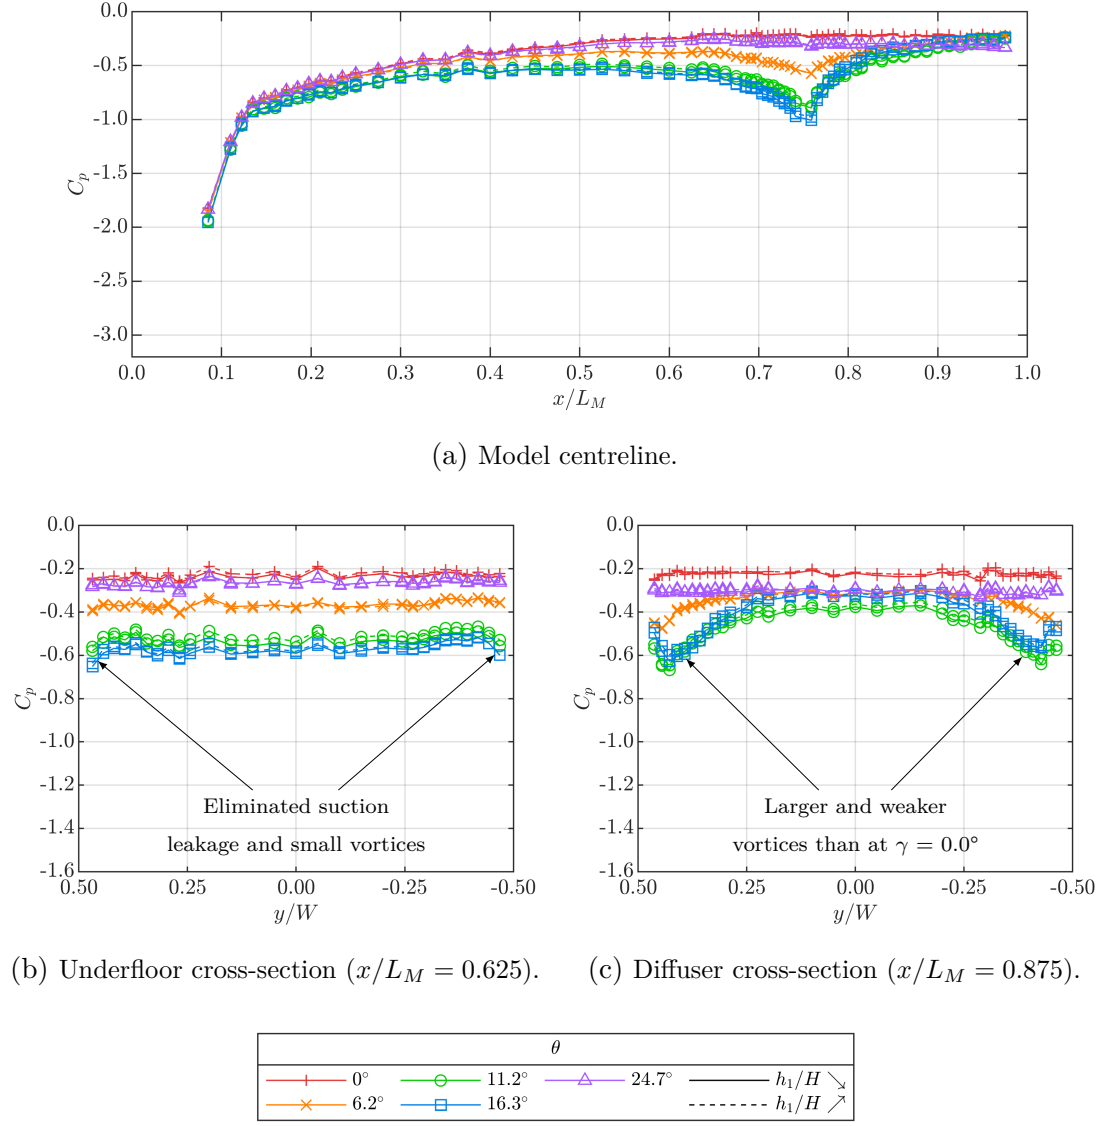 0.0
-0.5
-1.0
-1.5
-2.0
-2.5
-3.0
C_p
0.0 0.1 0.2 0.3 0.4 0.5 0.6 0.7 0.8 0.9 1.0
x/L_M
(a) Model centreline.
0.0
-0.2
-0.4
-0.6
-0.8
-1.0
-1.2
-1.4
-1.6
C_p
Eliminated suction
leakage and small vortices
0.50 0.25 0.00 -0.25 -0.50
y/W
(b) Underfloor cross-section (x/L_M = 0.625).
0.0
-0.2
-0.4
-0.6
-0.8
-1.0
-1.2
-1.4
-1.6
C_p
Larger and weaker
vortices than at γ = 0.0°
0.50 0.25 0.00 -0.25 -0.50
y/W
(c) Diffuser cross-section (x/L_M = 0.875).
θ
0° 11.2° 24.7° h₁/H ↘
6.2° 16.3° h₁/H ↗